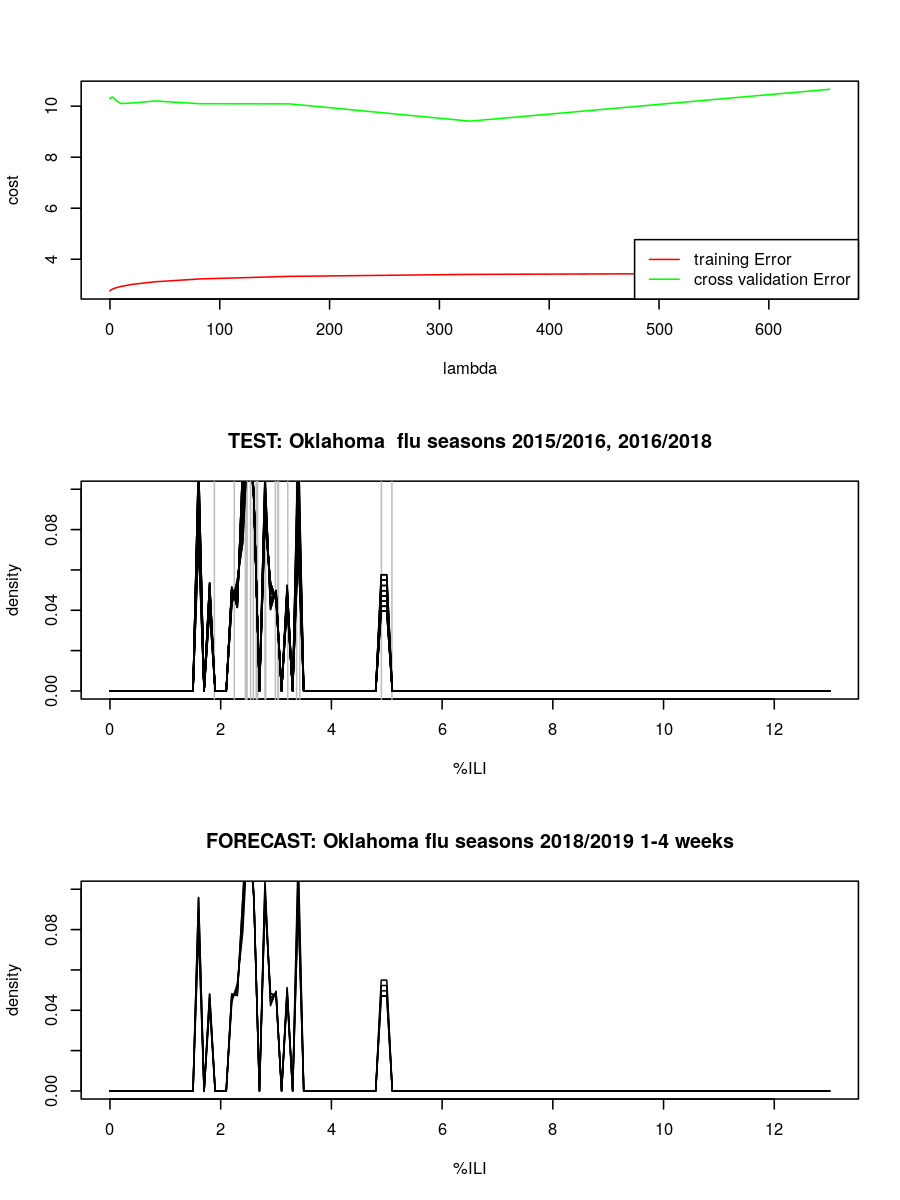 10
8
6
4
cost
training Error
cross validation Error
0 100 200 300 400 500 600
lambda
TEST: Oklahoma  flu seasons 2015/2016, 2016/2018
0.08
0.04
0.00
density
0 2 4 6 8 10 12
%ILI
FORECAST: Oklahoma flu seasons 2018/2019 1-4 weeks
0.08
0.04
0.00
density
0 2 4 6 8 10 12
%ILI